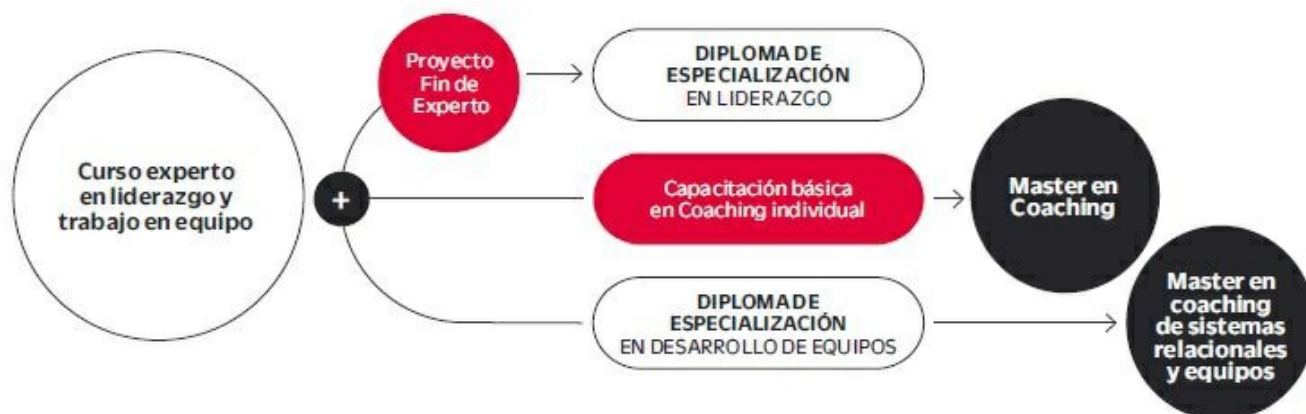 Curso experto
en liderazgo y
trabajo en equipo
+
Proyecto
Fin de
Experto
DIPLOMA DE
ESPECIALIZACIÓN
EN LIDERAZGO
Capacitación básica
en Coaching individual
Master en
Coaching
DIPLOMA DE
ESPECIALIZACIÓN
EN DESARROLLO DE EQUIPOS
Master en
coaching
de sistemas
relacionales
y equipos